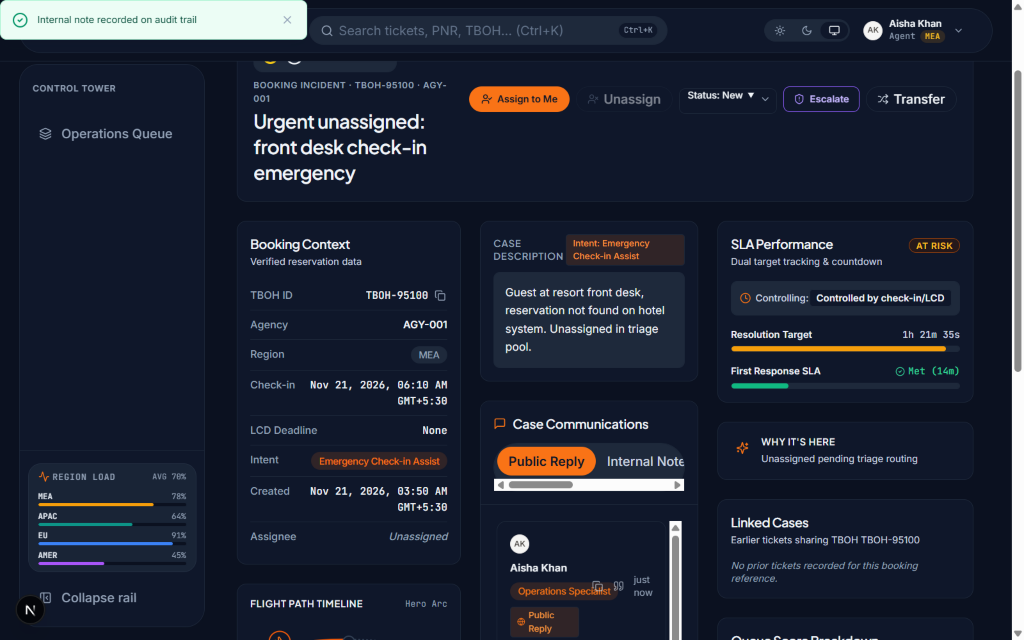 Internal note recorded on audit trail
Search tickets, PNR, TBOH... (Ctrl+K)
Ctrl+K
AK
Aisha Khan
Agent MEA
CONTROL TOWER
Operations Queue
REGION LOAD AVG 70%
MEA 78%
APAC 64%
EU 91%
AMER 45%
Collapse rail
N
BOOKING INCIDENT · TBOH-95100 · AGY-
001
Urgent unassigned:
front desk check-in
emergency
Assign to Me
Unassign
Status: New ▼
Escalate
Transfer
Booking Context
Verified reservation data
TBOH ID TBOH-95100
Agency AGY-001
Region MEA
Check-in Nov 21, 2026, 06:10 AM
GMT+5:30
LCD Deadline None
Intent Emergency Check-in Assist
Created Nov 21, 2026, 03:50 AM
GMT+5:30
Assignee Unassigned
FLIGHT PATH TIMELINE Hero Arc
CASE
DESCRIPTION
Intent: Emergency
Check-in Assist
Guest at resort front desk,
reservation not found on hotel
system. Unassigned in triage
pool.
Case Communications
Public Reply
Internal Note
AK
Aisha Khan
Operations Specialist
just
now
Public
Reply
SLA Performance AT RISK
Dual target tracking & countdown
Controlling: Controlled by check-in/LCD
Resolution Target 1h 21m 35s
First Response SLA Met (14m)
WHY IT'S HERE
Unassigned pending triage routing
Linked Cases
Earlier tickets sharing TBOH TBOH-95100
No prior tickets recorded for this booking
reference.
Queue Score Breakdown